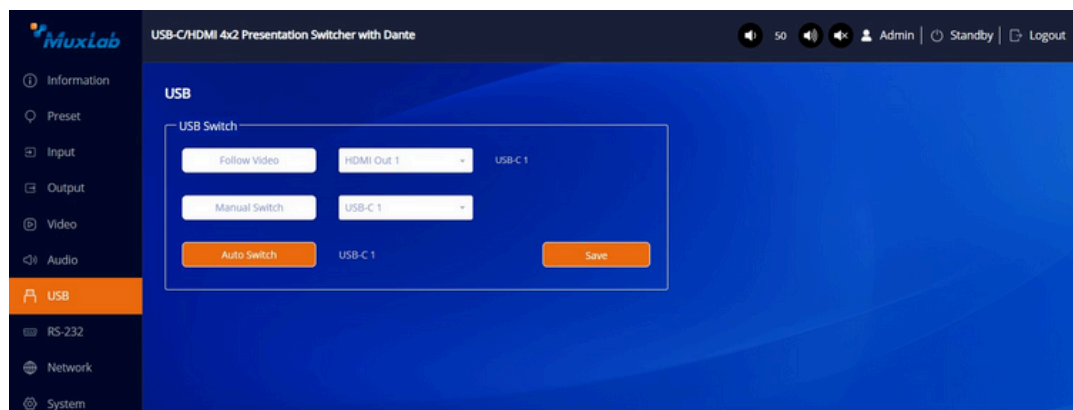 MuxLab
USB-C/HDMI 4x2 Presentation Switcher with Dante
50
Admin | Standby | Logout
Information
Preset
Input
Output
Video
Audio
USB
RS-232
Network
System
USB
USB Switch
Follow Video HDMI Out 1 USB-C 1
Manual Switch USB-C 1
Auto Switch USB-C 1 Save